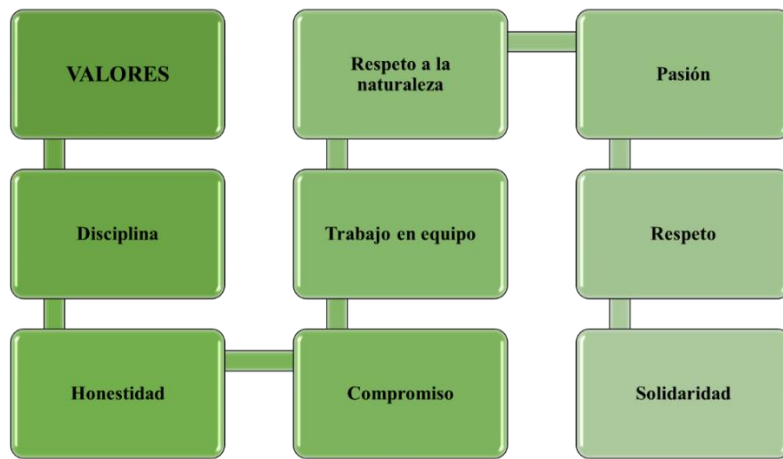 VALORES
Disciplina
Honestidad
Compromiso
Trabajo en equipo
Respeto a la
naturaleza
Pasión
Respeto
Solidaridad